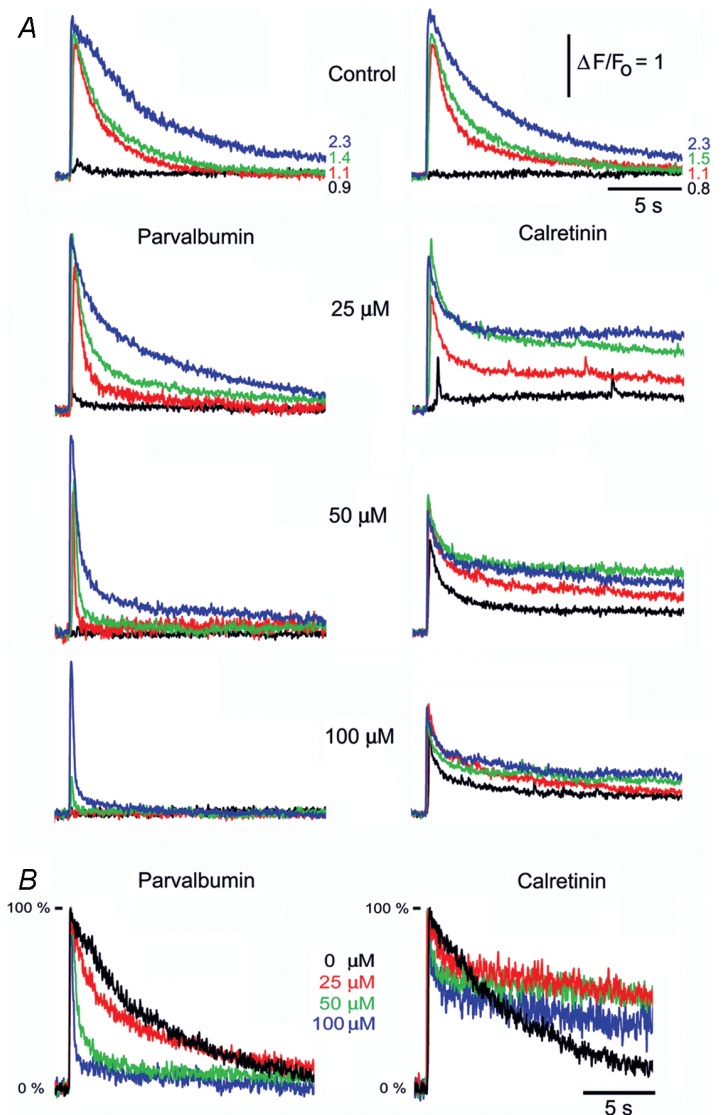 A
Control
ΔF/Fo = 1
2.3
1.4
1.1
0.9
2.3
1.5
1.1
0.8
5 s
Parvalbumin
Calretinin
25 µM
50 µM
100 µM
B
Parvalbumin
Calretinin
100 %
100 %
0 µM
25 µM
50 µM
100 µM
0 %
0 %
5 s